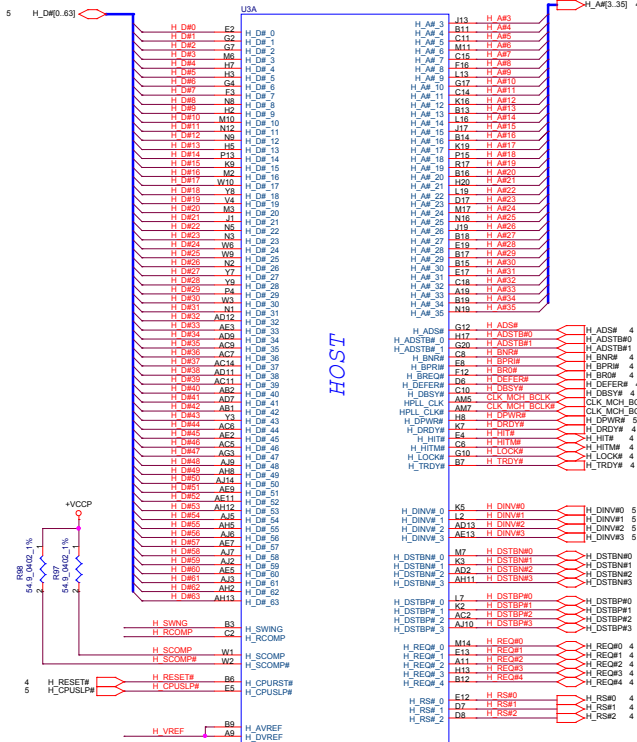 5 H_D#[0..63]
U3A
H_A#[3..35] 4
H_D#0 E2 H_D#_0
H_D#1 G2 H_D#_1
H_D#2 G7 H_D#_2
H_D#3 M6 H_D#_3
H_D#4 H7 H_D#_4
H_D#5 H3 H_D#_5
H_D#6 G4 H_D#_6
H_D#7 F3 H_D#_7
H_D#8 N8 H_D#_8
H_D#9 H2 H_D#_9
H_D#10 M10 H_D#_10
H_D#11 N12 H_D#_11
H_D#12 N9 H_D#_12
H_D#13 H5 H_D#_13
H_D#14 P13 H_D#_14
H_D#15 K9 H_D#_15
H_D#16 M2 H_D#_16
H_D#17 W10 H_D#_17
H_D#18 Y8 H_D#_18
H_D#19 V4 H_D#_19
H_D#20 M3 H_D#_20
H_D#21 J1 H_D#_21
H_D#22 N5 H_D#_22
H_D#23 N3 H_D#_23
H_D#24 W6 H_D#_24
H_D#25 W9 H_D#_25
H_D#26 N2 H_D#_26
H_D#27 Y7 H_D#_27
H_D#28 Y9 H_D#_28
H_D#29 P4 H_D#_29
H_D#30 W3 H_D#_30
H_D#31 N1 H_D#_31
H_D#32 AD12 H_D#_32
H_D#33 AE3 H_D#_33
H_D#34 AD9 H_D#_34
H_D#35 AC9 H_D#_35
H_D#36 AC7 H_D#_36
H_D#37 AC14 H_D#_37
H_D#38 AD11 H_D#_38
H_D#39 AC11 H_D#_39
H_D#40 AB2 H_D#_40
H_D#41 AD7 H_D#_41
H_D#42 AB1 H_D#_42
H_D#43 Y3 H_D#_43
H_D#44 AC6 H_D#_44
H_D#45 AE2 H_D#_45
H_D#46 AC5 H_D#_46
H_D#47 AG3 H_D#_47
H_D#48 AJ9 H_D#_48
H_D#49 AH8 H_D#_49
H_D#50 AJ14 H_D#_50
H_D#51 AE9 H_D#_51
H_D#52 AE11 H_D#_52
H_D#53 AH12 H_D#_53
H_D#54 AJ5 H_D#_54
H_D#55 AH5 H_D#_55
H_D#56 AJ6 H_D#_56
H_D#57 AE7 H_D#_57
H_D#58 AJ7 H_D#_58
H_D#59 AJ2 H_D#_59
H_D#60 AE5 H_D#_60
H_D#61 AJ3 H_D#_61
H_D#62 AH2 H_D#_62
H_D#63 AH13 H_D#_63
+VCCP
R98
54.9_0402_1%
1
2
R97
54.9_0402_1%
1
2
H_SWNG B3 H_SWING
H_RCOMP C2 H_RCOMP
H_SCOMP W1 H_SCOMP
H_SCOMP# W2 H_SCOMP#
4 H_RESET# H_RESET# B6 H_CPURST#
5 H_CPUSLP# H_CPUSLP# E5 H_CPUSLP#
B9 H_AVREF
H_VREF A9 H_DVREF
HOST
H_A#_3 J13 H_A#3
H_A#_4 B11 H_A#4
H_A#_5 C11 H_A#5
H_A#_6 M11 H_A#6
H_A#_7 C15 H_A#7
H_A#_8 F16 H_A#8
H_A#_9 L13 H_A#9
H_A#_10 G17 H_A#10
H_A#_11 C14 H_A#11
H_A#_12 K16 H_A#12
H_A#_13 B13 H_A#13
H_A#_14 L16 H_A#14
H_A#_15 J17 H_A#15
H_A#_16 B14 H_A#16
H_A#_17 K19 H_A#17
H_A#_18 P15 H_A#18
H_A#_19 R17 H_A#19
H_A#_20 B16 H_A#20
H_A#_21 H20 H_A#21
H_A#_22 L19 H_A#22
H_A#_23 D17 H_A#23
H_A#_24 M17 H_A#24
H_A#_25 N16 H_A#25
H_A#_26 J19 H_A#26
H_A#_27 B18 H_A#27
H_A#_28 E19 H_A#28
H_A#_29 B17 H_A#29
H_A#_30 B15 H_A#30
H_A#_31 E17 H_A#31
H_A#_32 C18 H_A#32
H_A#_33 A19 H_A#33
H_A#_34 B19 H_A#34
H_A#_35 N19 H_A#35
H_ADS# G12 H_ADS# H_ADS# 4
H_ADSTB#_0 H17 H_ADSTB#0 H_ADSTB#0
H_ADSTB#_1 G20 H_ADSTB#1 H_ADSTB#1
H_BNR# C8 H_BNR# H_BNR# 4
H_BPRI# E8 H_BPRI# H_BPRI# 4
H_BREQ# F12 H_BR0# H_BR0# 4
H_DEFER# D6 H_DEFER# H_DEFER# 4
H_DBSY# C10 H_DBSY# H_DBSY# 4
HPLL_CLK AM5 CLK_MCH_BCLK CLK_MCH_BC
HPLL_CLK# AM7 CLK_MCH_BCLK# CLK_MCH_BC
H_DPWR# H8 H_DPWR# H_DPWR# 5
H_DRDY# K7 H_DRDY# H_DRDY# 4
H_HIT# E4 H_HIT# H_HIT# 4
H_HITM# C6 H_HITM# H_HITM# 4
H_LOCK# G10 H_LOCK# H_LOCK# 4
H_TRDY# B7 H_TRDY# H_TRDY# 4
H_DINV#_0 K5 H_DINV#0 H_DINV#0 5
H_DINV#_1 L2 H_DINV#1 H_DINV#1 5
H_DINV#_2 AD13 H_DINV#2 H_DINV#2 5
H_DINV#_3 AE13 H_DINV#3 H_DINV#3 5
H_DSTBN#_0 M7 H_DSTBN#0 H_DSTBN#0
H_DSTBN#_1 K3 H_DSTBN#1 H_DSTBN#1
H_DSTBN#_2 AD2 H_DSTBN#2 H_DSTBN#2
H_DSTBN#_3 AH11 H_DSTBN#3 H_DSTBN#3
H_DSTBP#_0 L7 H_DSTBP#0 H_DSTBP#0
H_DSTBP#_1 K2 H_DSTBP#1 H_DSTBP#1
H_DSTBP#_2 AC2 H_DSTBP#2 H_DSTBP#2
H_DSTBP#_3 AJ10 H_DSTBP#3 H_DSTBP#3
H_REQ#_0 M14 H_REQ#0 H_REQ#0 4
H_REQ#_1 E13 H_REQ#1 H_REQ#1 4
H_REQ#_2 A11 H_REQ#2 H_REQ#2 4
H_REQ#_3 H13 H_REQ#3 H_REQ#3 4
H_REQ#_4 B12 H_REQ#4 H_REQ#4 4
H_RS#_0 E12 H_RS#0 H_RS#0 4
H_RS#_1 D7 H_RS#1 H_RS#1 4
H_RS#_2 D8 H_RS#2 H_RS#2 4